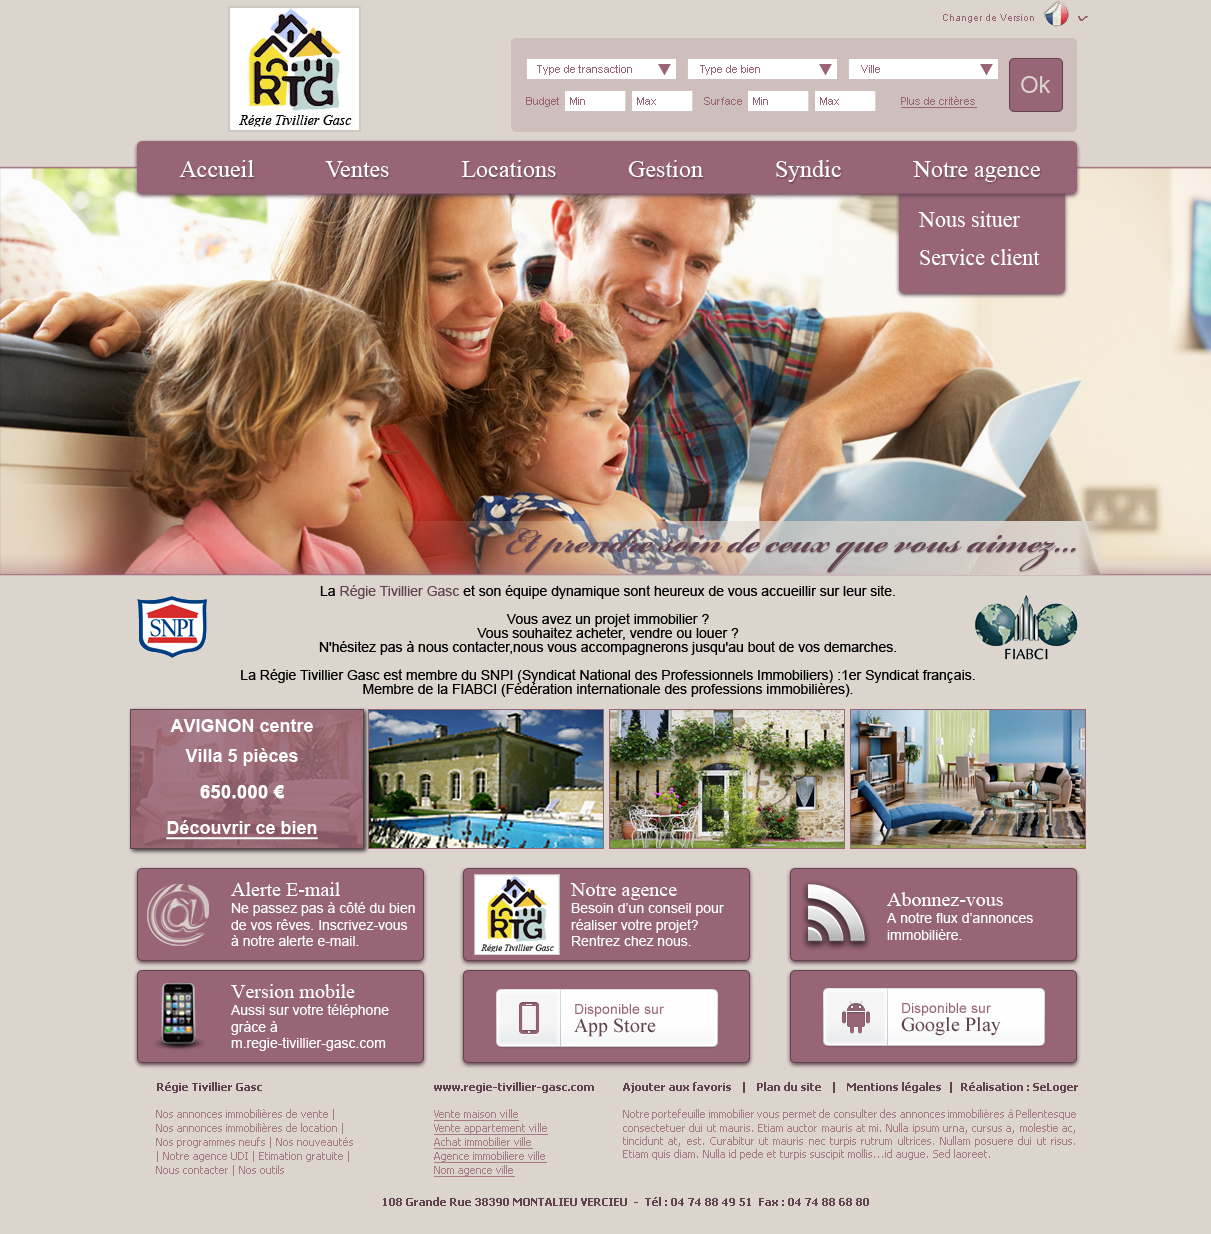 RTG
Régie Tivillier Gasc
Changer de Version
Type de transaction
Type de bien
Ville
Ok
Budget
Min
Max
Surface
Min
Max
Plus de critères
Accueil
Ventes
Locations
Gestion
Syndic
Notre agence
Nous situer
Service client
Et prendre soin de ceux que vous aimez...
La Régie Tivillier Gasc et son équipe dynamique sont heureux de vous accueillir sur leur site.
SNPI
FIABCI
Vous avez un projet immobilier ?
Vous souhaitez acheter, vendre ou louer ?
N'hésitez pas à nous contacter,nous vous accompagnerons jusqu'au bout de vos demarches.
La Régie Tivillier Gasc est membre du SNPI (Syndicat National des Professionnels Immobiliers) :1er Syndicat français.
Membre de la FIABCI (Fédération internationale des professions immobilières).
AVIGNON centre
Villa 5 pièces
650.000 €
Découvrir ce bien
Alerte E-mail
Ne passez pas à côté du bien
de vos rêves. Inscrivez-vous
à notre alerte e-mail.
RTG
Régie Tivillier Gasc
Notre agence
Besoin d'un conseil pour
réaliser votre projet?
Rentrez chez nous.
Abonnez-vous
A notre flux d'annonces
immobilière.
Version mobile
Aussi sur votre téléphone
gràce à
m.regie-tivillier-gasc.com
Disponible sur
App Store
Disponible sur
Google Play
Régie Tivillier Gasc
Nos annonces immobilières de vente |
Nos annonces immobilières de location |
Nos programmes neufs | Nos nouveautés
| Notre agence UDI | Etimation gratuite |
Nous contacter | Nos outils
www.regie-tivillier-gasc.com
Vente maison ville
Vente appartement ville
Achat immobilier ville
Agence immobiliere ville
Nom agence ville
Ajouter aux favoris | Plan du site | Mentions légales | Réalisation : SeLoger
Notre portefeuille immobilier vous permet de consulter des annonces immobilières à Pellentesque
consectetuer dui ut mauris. Etiam auctor mauris at mi. Nulla ipsum urna, cursus a, molestie ac,
tincidunt at, est. Curabitur ut mauris nec turpis rutrum ultrices. Nullam posuere dui ut risus.
Etiam quis diam. Nulla id pede et turpis suscipit mollis...id augue. Sed laoreet.
108 Grande Rue 38390 MONTALIEU VERCIEU - Tél : 04 74 88 49 51 Fax : 04 74 88 68 80